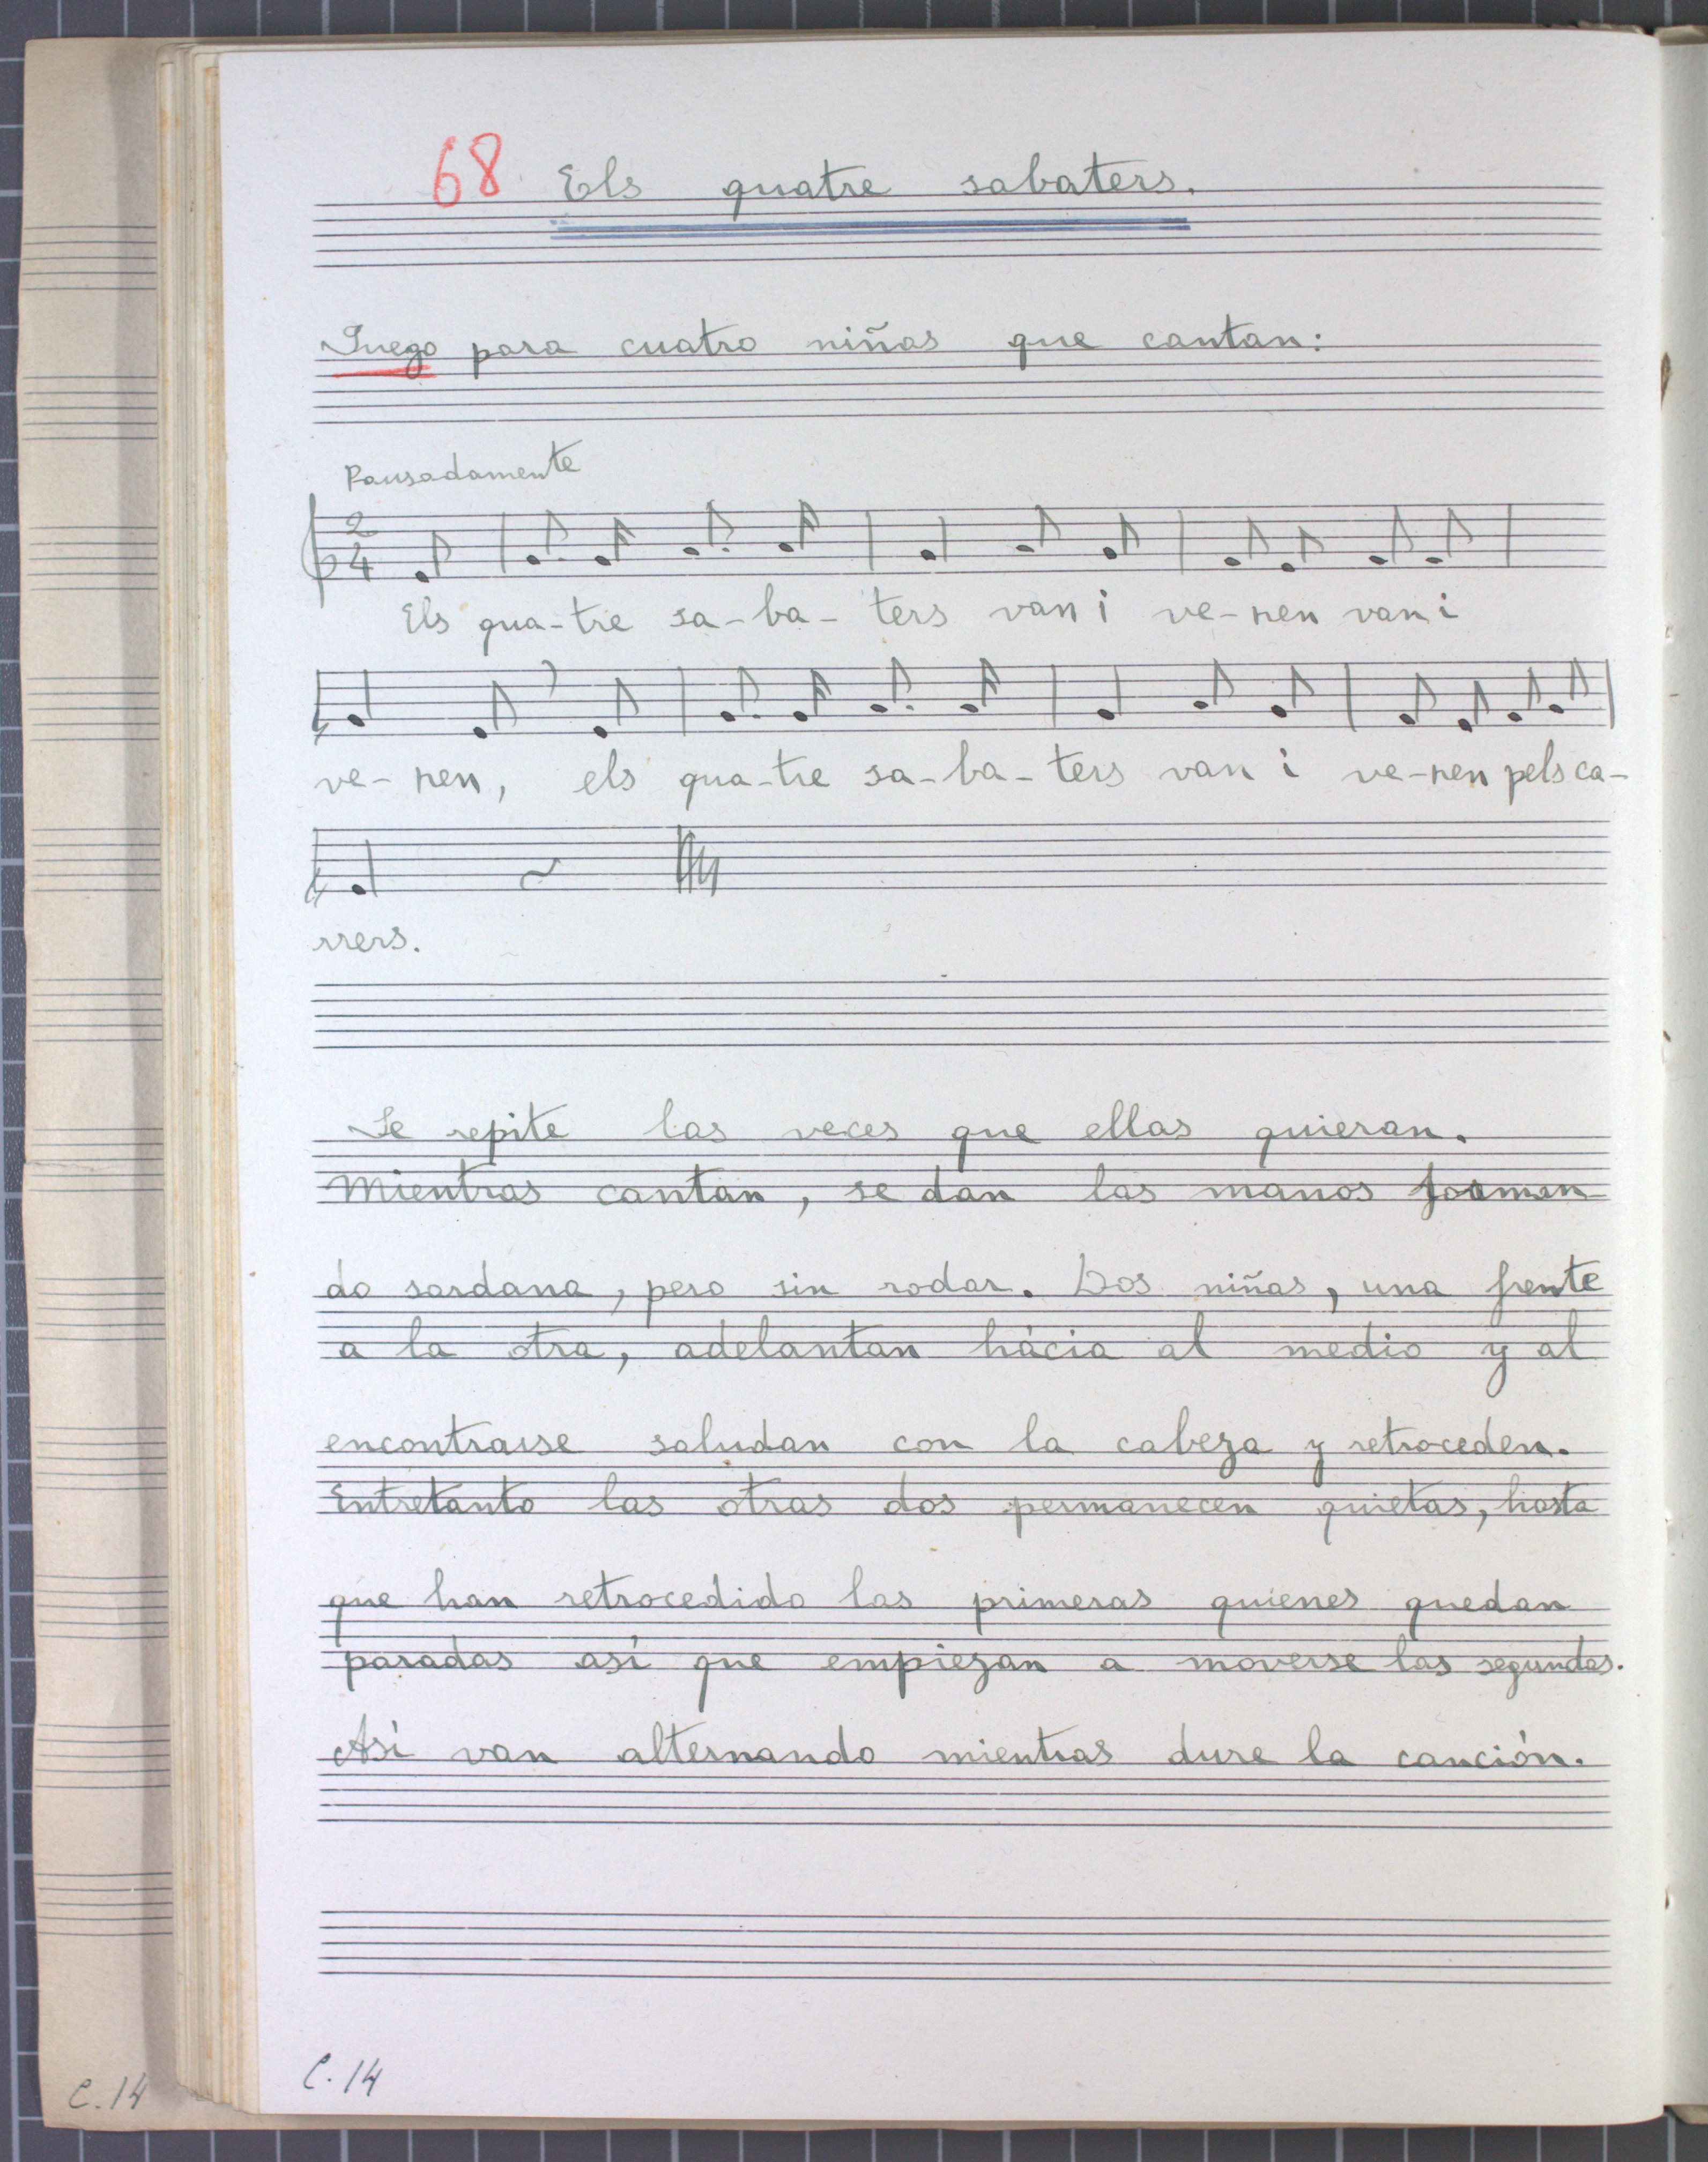 68 Els quatre sabaters.
Juego para cuatro niñas que cantan:
Pausadamente
2
4
Els qua-tre sa-ba-ters van i ve-nen van i
ve-nen, els qua-tre sa-ba-ters van i ve-nen pels ca-
rrers.
Se repite las veces que ellas quieran.
Mientras cantan, se dan las manos forman
do sardana, pero sin rodar. Dos niñas, una frente
a la otra, adelantan hácia al medio y al
encontrarse saludan con la cabeza y retroceden.
Entretanto las otras dos permanecen quietas, hasta
que han retrocedido las primeras quienes quedan
paradas así que empiezan a moverse las segundas.
Así van alternando mientras dure la canción.
C.14
C.14